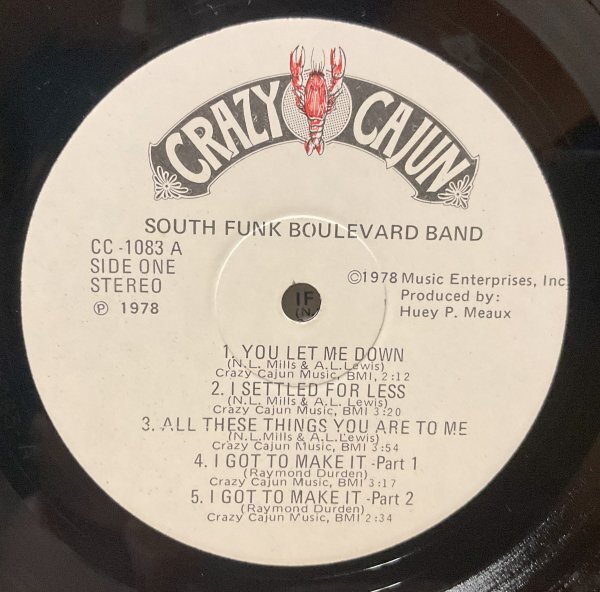 CRAZY CAJUN
SOUTH FUNK BOULEVARD BAND
CC-1083 A
SIDE ONE
STEREO
℗ 1978
©1978 Music Enterprises, Inc.
Produced by:
Huey P. Meaux
IF
(N.
1. YOU LET ME DOWN
(N.L. Mills & A.L. Lewis)
Crazy Cajun Music, BMI, 2:12
2. I SETTLED FOR LESS
(N.L. Mills & A.L. Lewis)
Crazy Cajun Music, BMI 3:20
3. ALL THESE THINGS YOU ARE TO ME
(N.L. Mills & A.L. Lewis)
Crazy Cajun Music, BMI 3:54
4. I GOT TO MAKE IT -Part 1
(Raymond Durden)
Crazy Cajun Music, BMI 3:17
5. I GOT TO MAKE IT -Part 2
(Raymond Durden)
Crazy Cajun Music, BMI 2:34